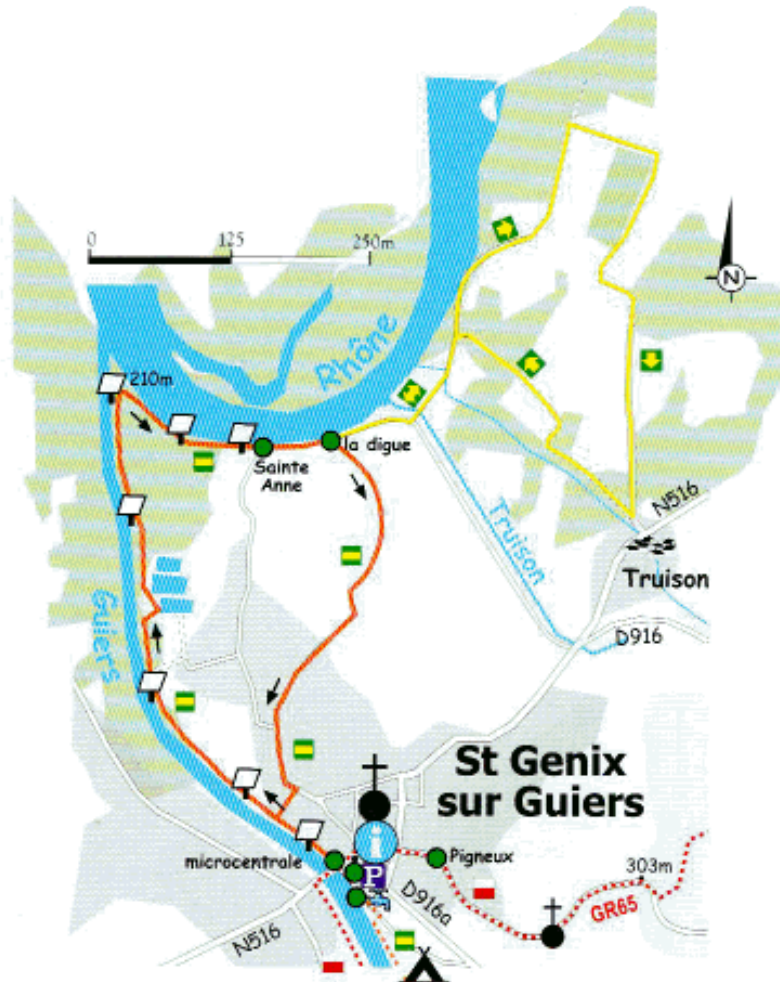 0 125 250m
N
Rhône
210m
la digue
Sainte
Anne
N516
Truison
Truison
Guiers
D916
St Genix
sur Guiers
i
microcentrale
Pigneux
P
303m
D916a
GR65
N516